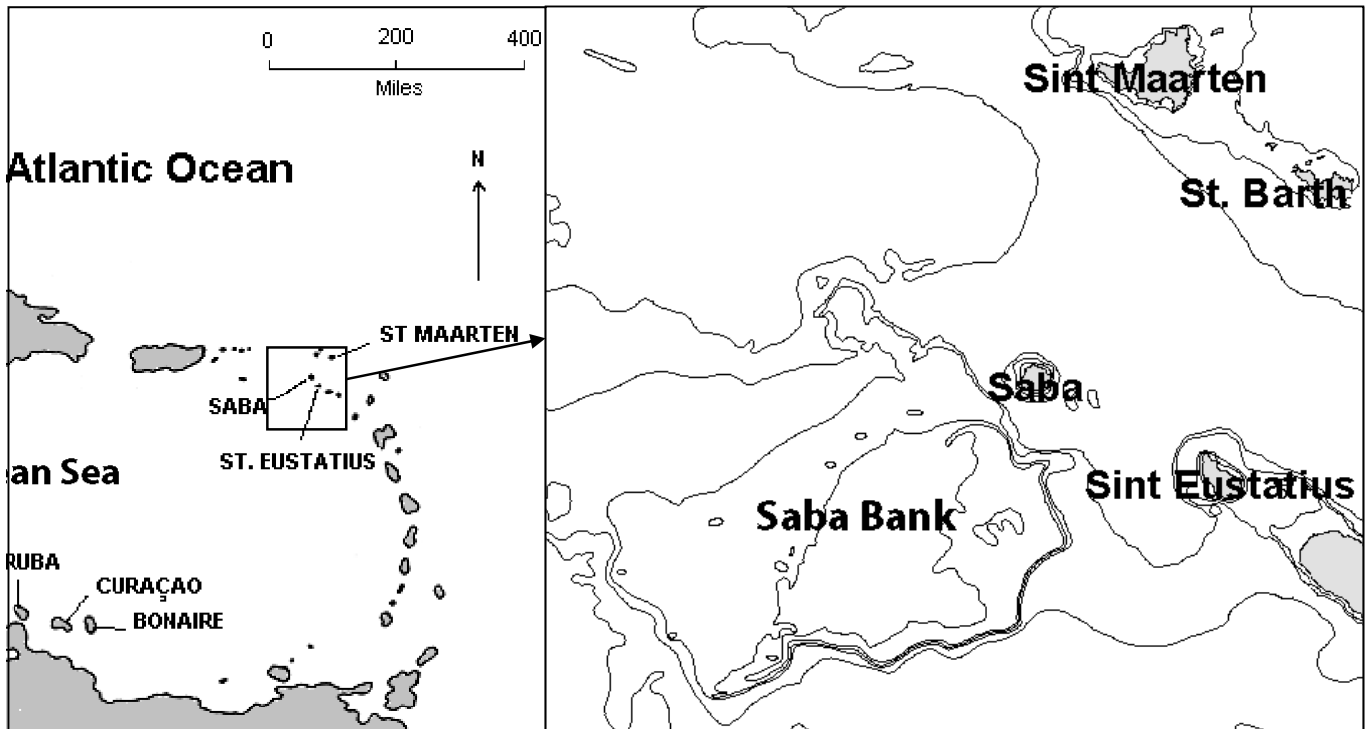 0 200 400
Miles
Atlantic Ocean
N
ST MAARTEN
SABA
ST. EUSTATIUS
an Sea
RUBA
CURAÇAO
BONAIRE
Sint Maarten
St. Barth
Saba
Sint Eustatius
Saba Bank